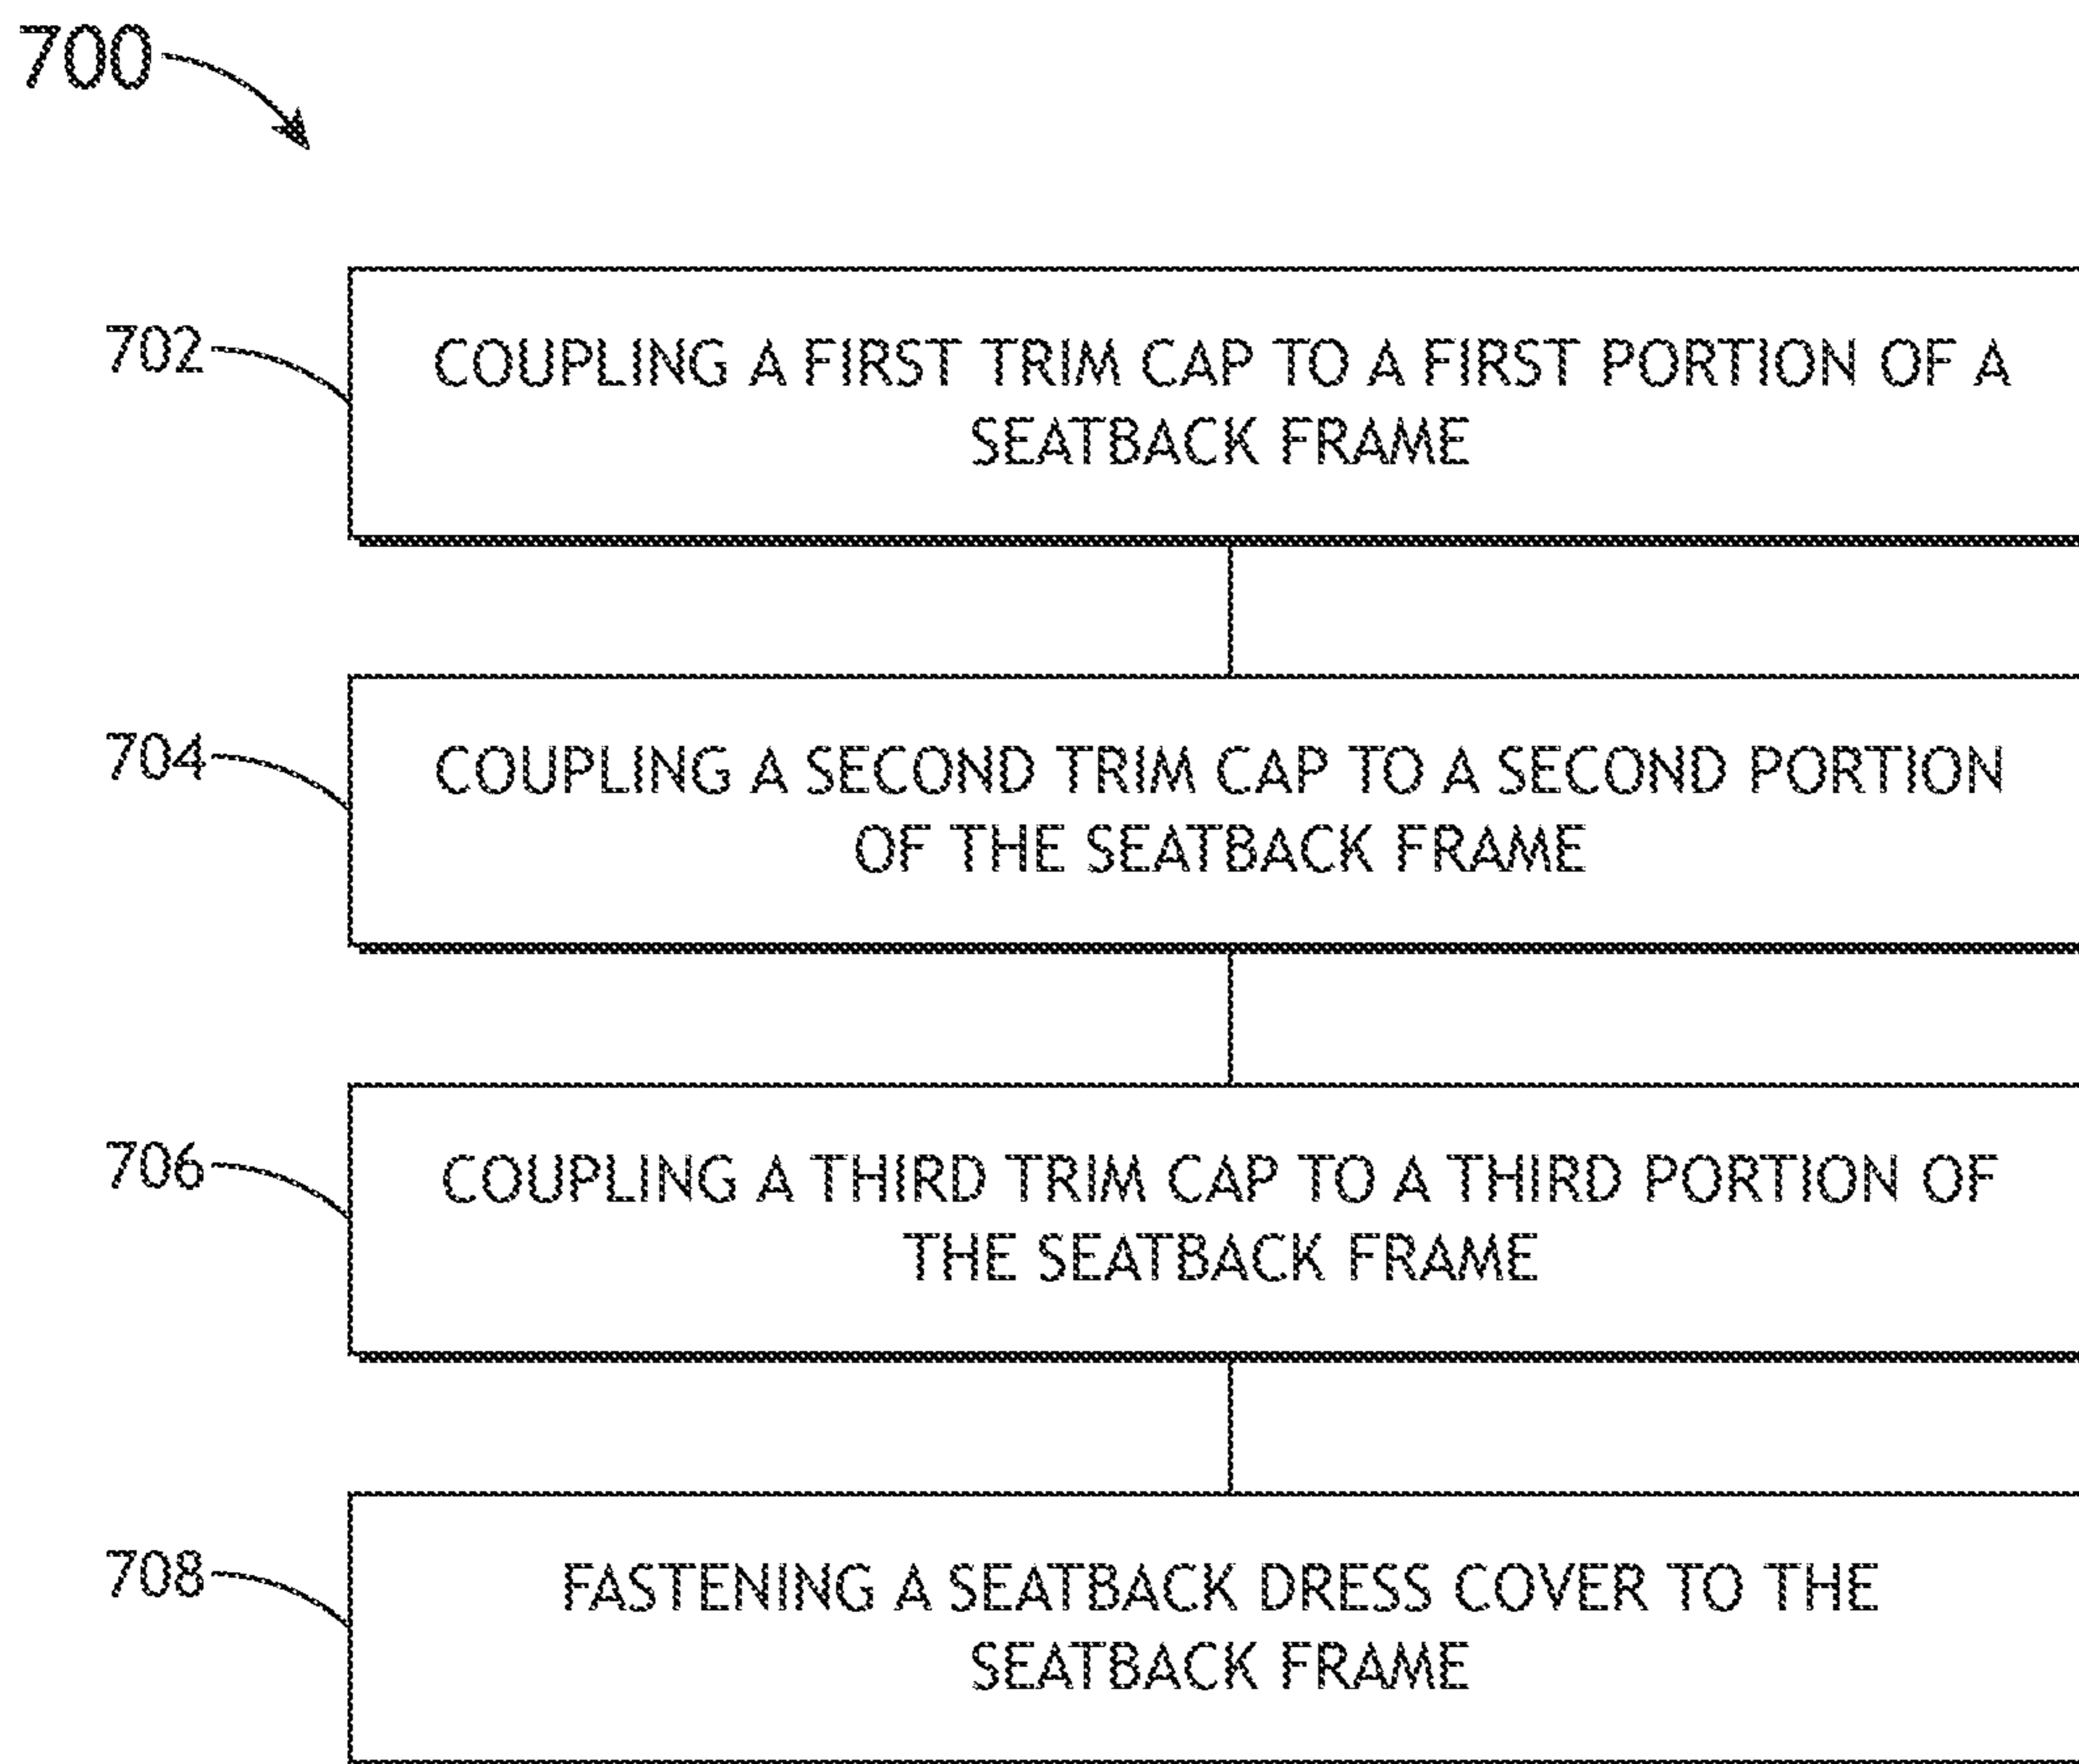 700
702
COUPLING A FIRST TRIM CAP TO A FIRST PORTION OF A
SEATBACK FRAME
704
COUPLING A SECOND TRIM CAP TO A SECOND PORTION
OF THE SEATBACK FRAME
706
COUPLING A THIRD TRIM CAP TO A THIRD PORTION OF
THE SEATBACK FRAME
708
FASTENING A SEATBACK DRESS COVER TO THE
SEATBACK FRAME